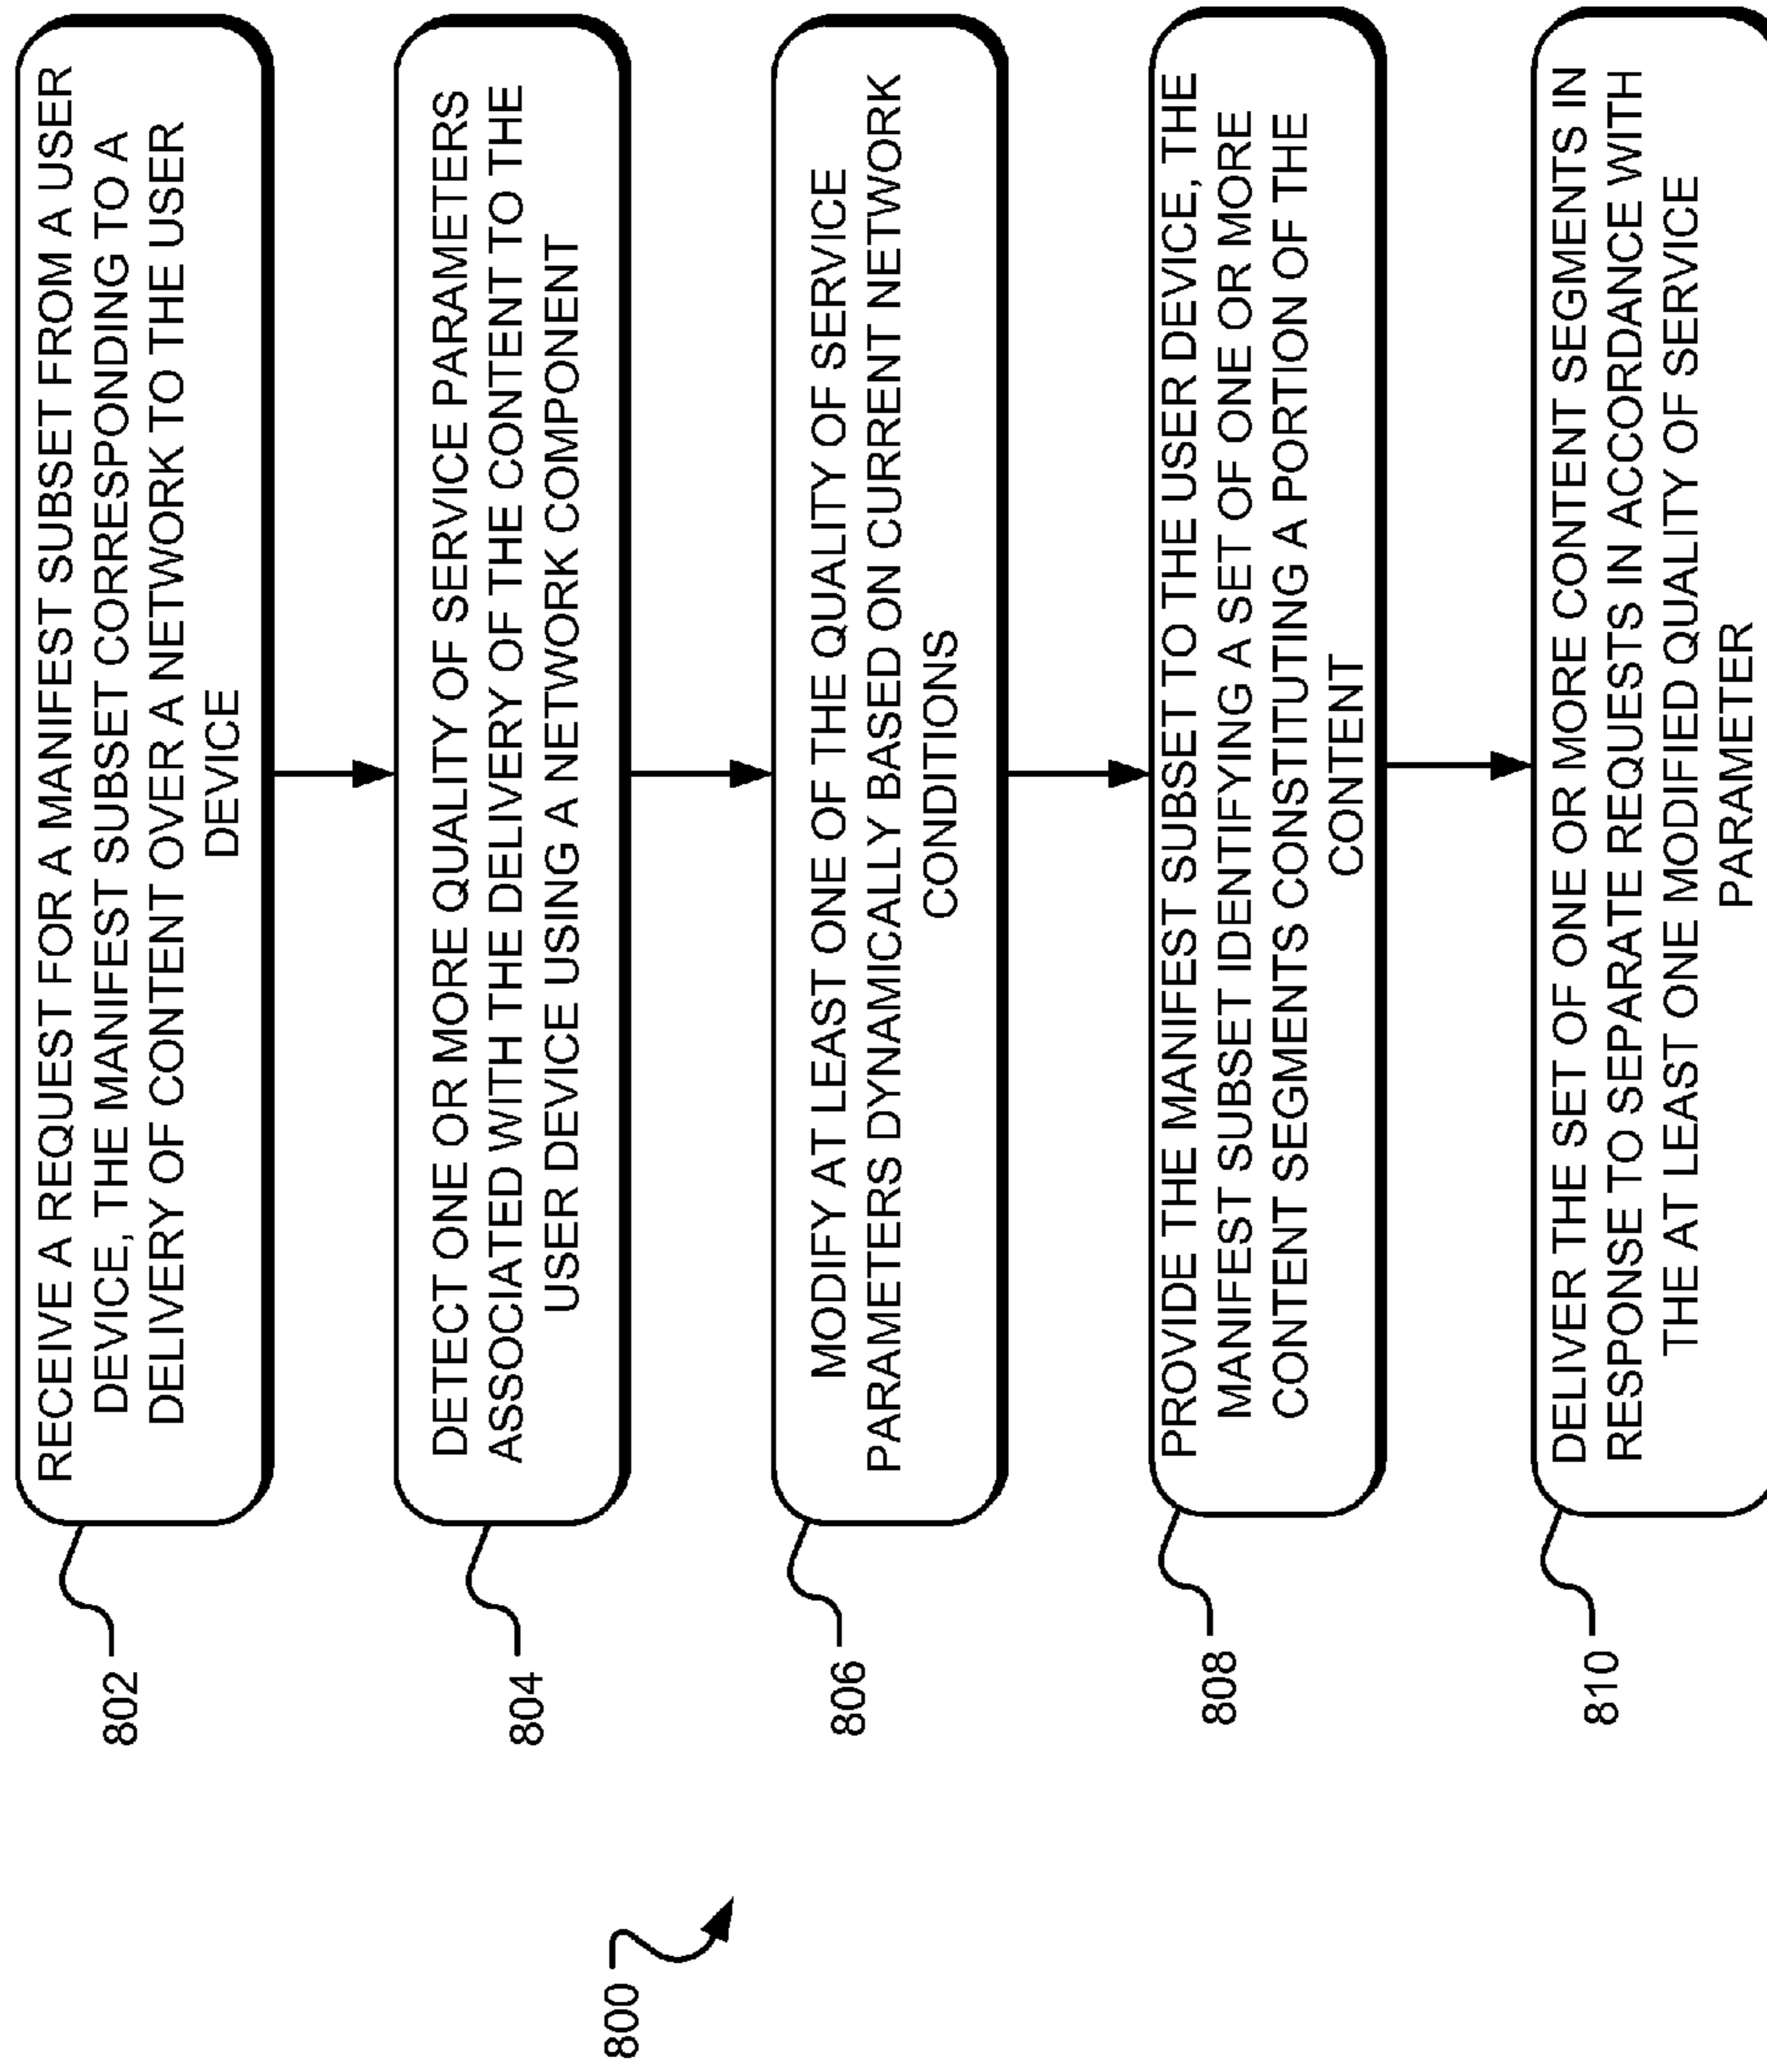 800
802
RECEIVE A REQUEST FOR A MANIFEST SUBSET FROM A USER
DEVICE, THE MANIFEST SUBSET CORRESPONDING TO A
DELIVERY OF CONTENT OVER A NETWORK TO THE USER
DEVICE
804
DETECT ONE OR MORE QUALITY OF SERVICE PARAMETERS
ASSOCIATED WITH THE DELIVERY OF THE CONTENT TO THE
USER DEVICE USING A NETWORK COMPONENT
806
MODIFY AT LEAST ONE OF THE QUALITY OF SERVICE
PARAMETERS DYNAMICALLY BASED ON CURRENT NETWORK
CONDITIONS
808
PROVIDE THE MANIFEST SUBSET TO THE USER DEVICE, THE
MANIFEST SUBSET IDENTIFYING A SET OF ONE OR MORE
CONTENT SEGMENTS CONSTITUTING A PORTION OF THE
CONTENT
810
DELIVER THE SET OF ONE OR MORE CONTENT SEGMENTS IN
RESPONSE TO SEPARATE REQUESTS IN ACCORDANCE WITH
THE AT LEAST ONE MODIFIED QUALITY OF SERVICE
PARAMETER